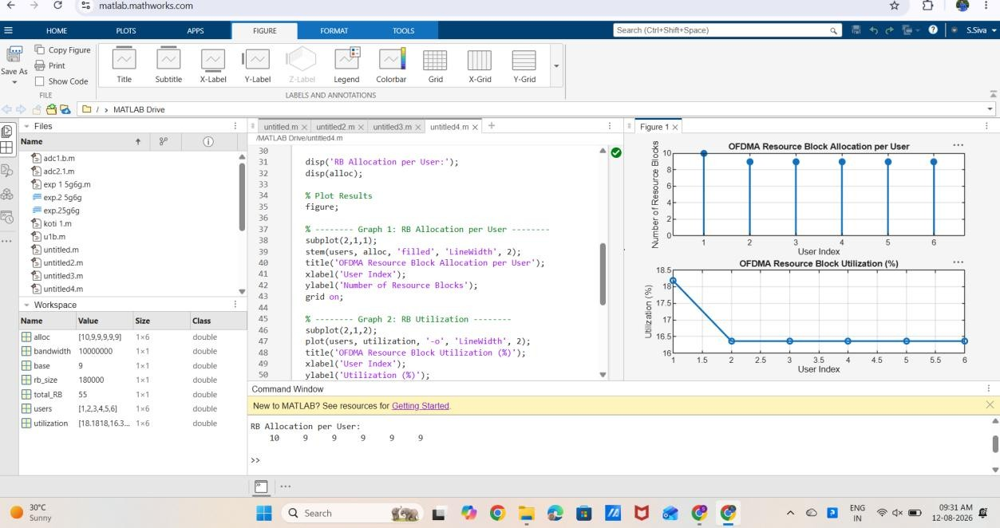 matlab.mathworks.com
HOME PLOTS APPS FIGURE FORMAT TOOLS Search (Ctrl+Shift+Space) S.Siva
Save As
Copy Figure
Print
Show Code
FILE
Title Subtitle X-Label Y-Label Z-Label Legend Colorbar Grid X-Grid Y-Grid
LABELS AND ANNOTATIONS
/ > MATLAB Drive
Files
Name
adc1.b.m
adc2.1.m
exp 1 5g6g.m
exp.2 5g6g
exp.25g6g
koti 1.m
u1b.m
untitled.m
untitled2.m
untitled3.m
untitled4.m
Workspace
Name Value Size Class
alloc [10,9,9,9,9,9] 1×6 double
bandwidth 10000000 1×1 double
base 9 1×1 double
rb_size 180000 1×1 double
total_RB 55 1×1 double
users [1,2,3,4,5,6] 1×6 double
utilization [18.1818,16.3... 1×6 double
untitled.m × untitled2.m × untitled3.m × untitled4.m × +
/MATLAB Drive/untitled4.m
30
31 disp('RB Allocation per User:');
32 disp(alloc);
33
34 % Plot Results
35 figure;
36
37 % -------- Graph 1: RB Allocation per User --------
38 subplot(2,1,1);
39 stem(users, alloc, 'filled', 'LineWidth', 2);
40 title('OFDMA Resource Block Allocation per User');
41 xlabel('User Index');
42 ylabel('Number of Resource Blocks');
43 grid on;
44
45 % -------- Graph 2: RB Utilization --------
46 subplot(2,1,2);
47 plot(users, utilization, '-o', 'LineWidth', 2);
48 title('OFDMA Resource Block Utilization (%)');
49 xlabel('User Index');
50 ylabel('Utilization (%)');
Figure 1 ×
OFDMA Resource Block Allocation per User
Number of Resource Blocks
10
8
6
4
2
0
1 2 3 4 5 6
User Index
OFDMA Resource Block Utilization (%)
Utilization (%)
18.5
18
17.5
17
16.5
16
1 1.5 2 2.5 3 3.5 4 4.5 5 5.5 6
User Index
Command Window
New to MATLAB? See resources for Getting Started.
RB Allocation per User:
10 9 9 9 9 9
>>
30°C
Sunny
Search
ENG
IN
09:31 AM
12-08-2026